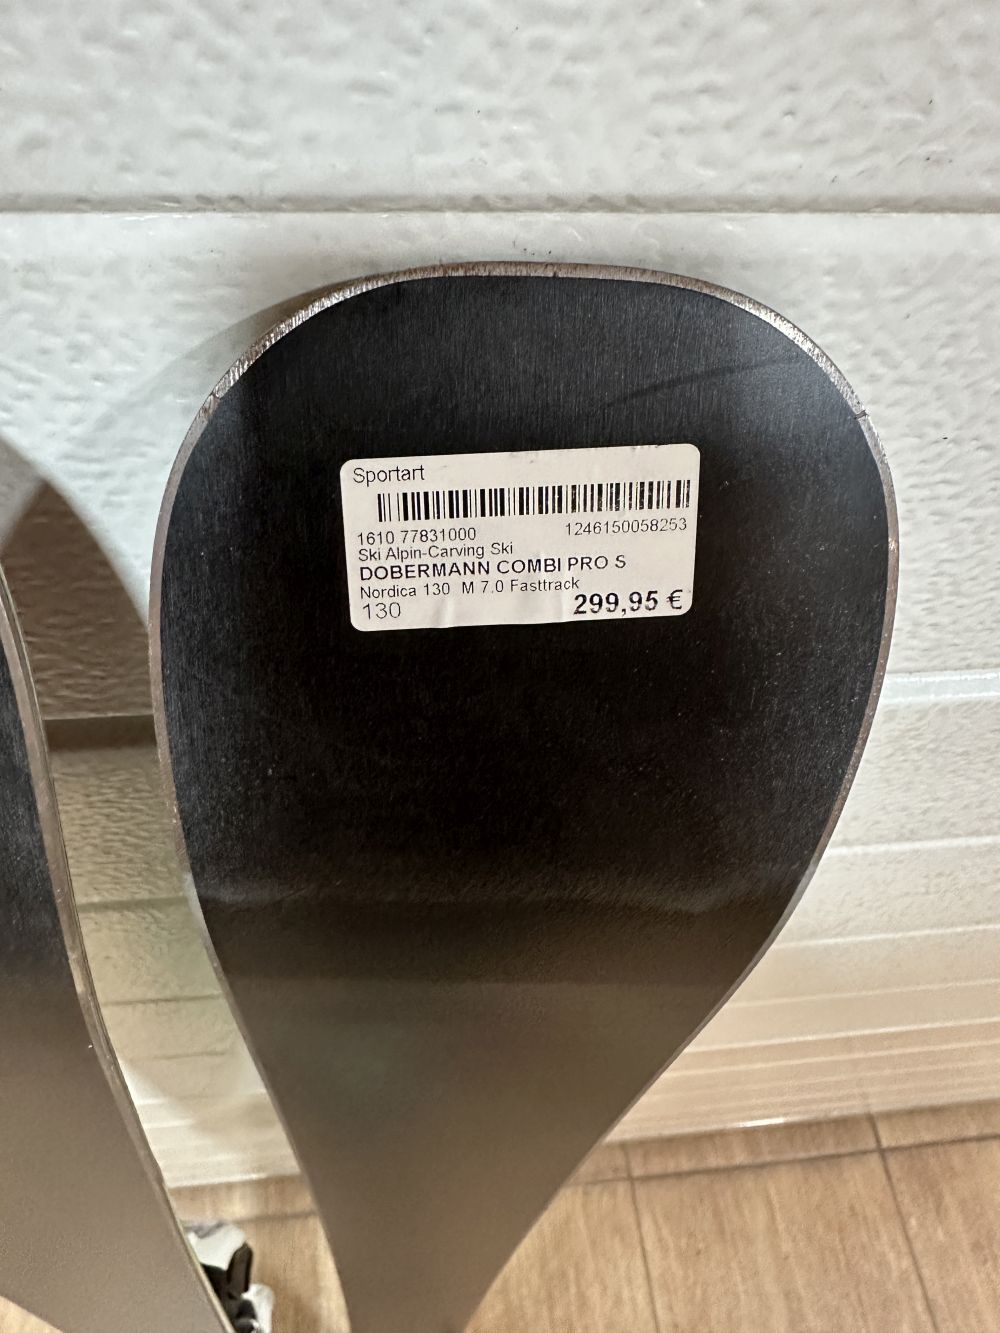 Sportart
1610 77831000 1246150058253
Ski Alpin-Carving Ski
DOBERMANN COMBI PRO S
Nordica 130 M 7.0 Fasttrack
130 299,95 €